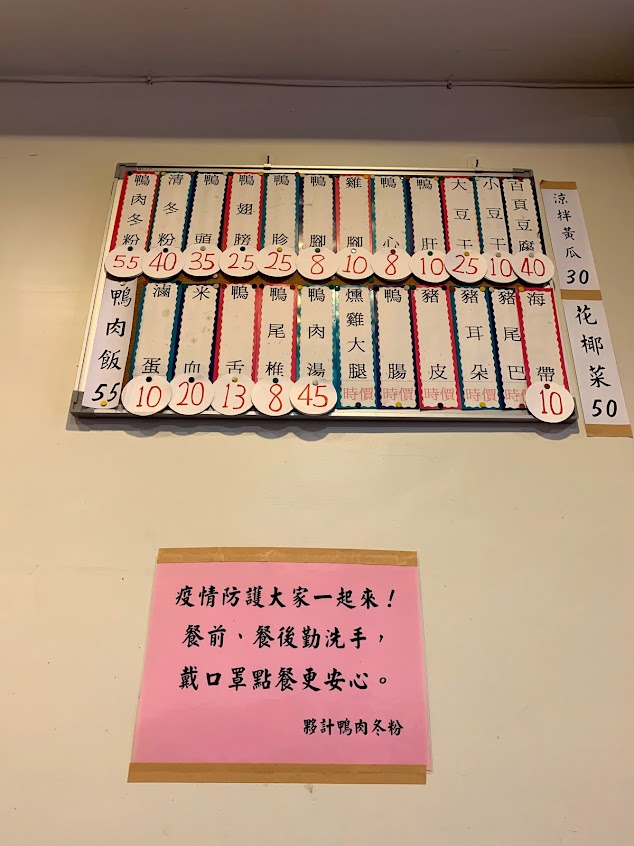 鴨肉冬粉 55
清冬粉 40
鴨頭 35
鴨翅膀 25
鴨胗 25
鴨腳 8
雞腳 10
鴨心 8
鴨肝 10
大豆干 25
小豆干 10
百頁豆腐 40
涼拌黃瓜 30
鴨肉飯 55
滷蛋 10
米血 20
鴨舌 13
鴨尾椎 8
鴨肉湯 45
燻雞大腿 時價
鴨腸 時價
豬皮 時價
豬耳朵 時價
豬尾巴 時價
海帶 10
花椰菜 50
疫情防護大家一起來！
餐前、餐後勤洗手，
戴口罩點餐更安心。
夥計鴨肉冬粉